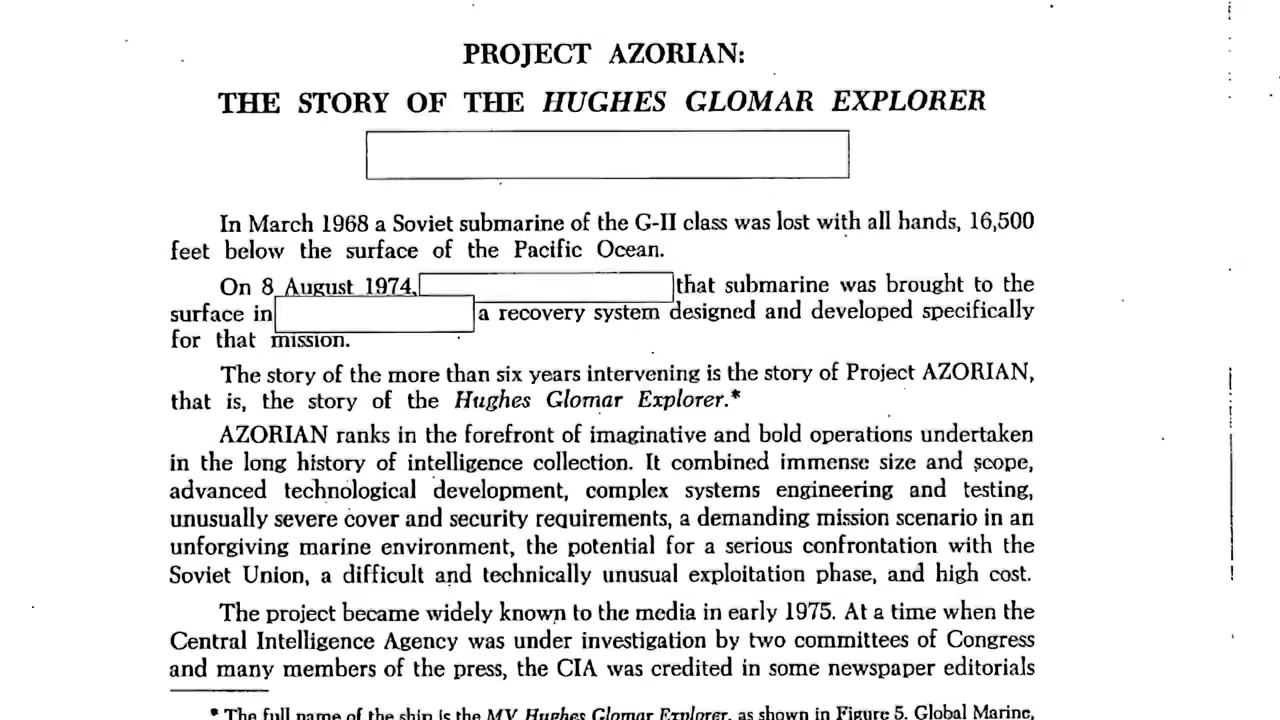 PROJECT AZORIAN:
THE STORY OF THE HUGHES GLOMAR EXPLORER
In March 1968 a Soviet submarine of the G-II class was lost with all hands, 16,500
feet below the surface of the Pacific Ocean.
On 8 August 1974, that submarine was brought to the
surface in a recovery system designed and developed specifically
for that mission.
The story of the more than six years intervening is the story of Project AZORIAN,
that is, the story of the Hughes Glomar Explorer.*
AZORIAN ranks in the forefront of imaginative and bold operations undertaken
in the long history of intelligence collection. It combined immense size and scope,
advanced technological development, complex systems engineering and testing,
unusually severe cover and security requirements, a demanding mission scenario in an
unforgiving marine environment, the potential for a serious confrontation with the
Soviet Union, a difficult and technically unusual exploitation phase, and high cost.
The project became widely known to the media in early 1975. At a time when the
Central Intelligence Agency was under investigation by two committees of Congress
and many members of the press, the CIA was credited in some newspaper editorials
* The full name of the ship is the MV Hughes Glomar Explorer, as shown in Figure 5. Global Marine,